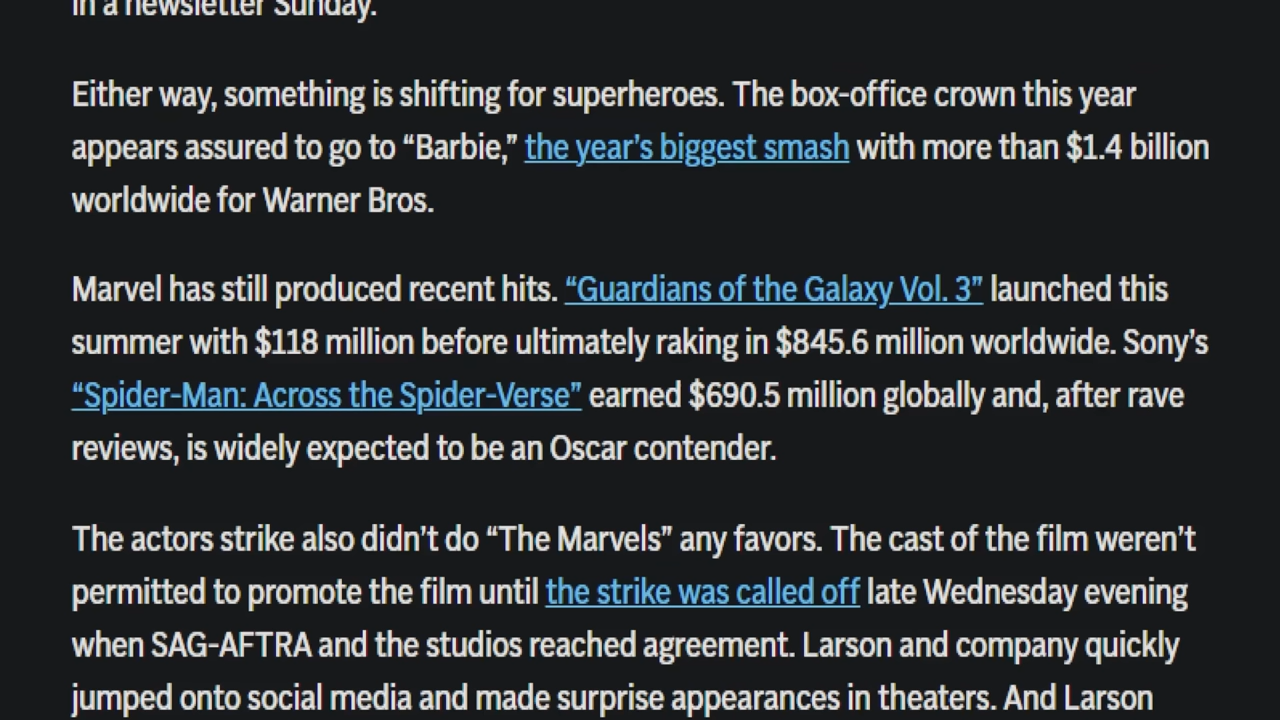 in a newsletter Sunday.
Either way, something is shifting for superheroes. The box-office crown this year
appears assured to go to “Barbie,” the year’s biggest smash with more than $1.4 billion
worldwide for Warner Bros.
Marvel has still produced recent hits. “Guardians of the Galaxy Vol. 3” launched this
summer with $118 million before ultimately raking in $845.6 million worldwide. Sony’s
“Spider-Man: Across the Spider-Verse” earned $690.5 million globally and, after rave
reviews, is widely expected to be an Oscar contender.
The actors strike also didn’t do “The Marvels” any favors. The cast of the film weren’t
permitted to promote the film until the strike was called off late Wednesday evening
when SAG-AFTRA and the studios reached agreement. Larson and company quickly
jumped onto social media and made surprise appearances in theaters. And Larson